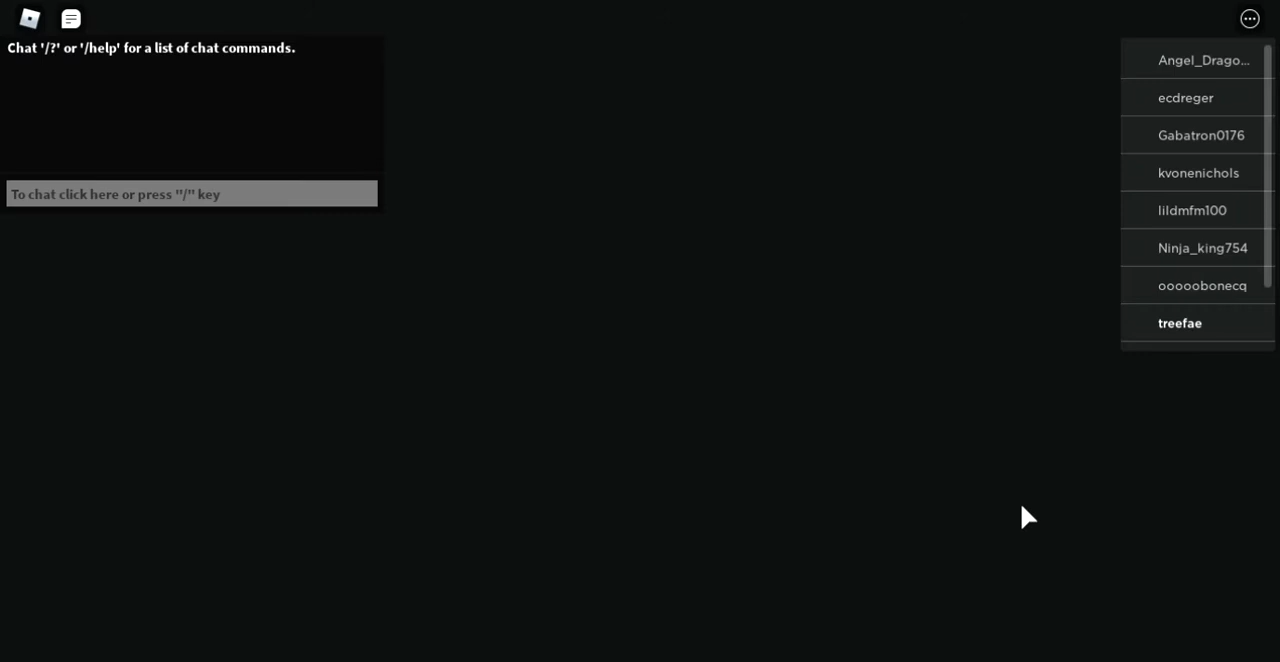 Chat '/?' or '/help' for a list of chat commands.
To chat click here or press "/" key
Angel_Drago...
ecdreger
Gabatron0176
kvonenichols
lildmfm100
Ninja_king754
ooooobonecq
treefae